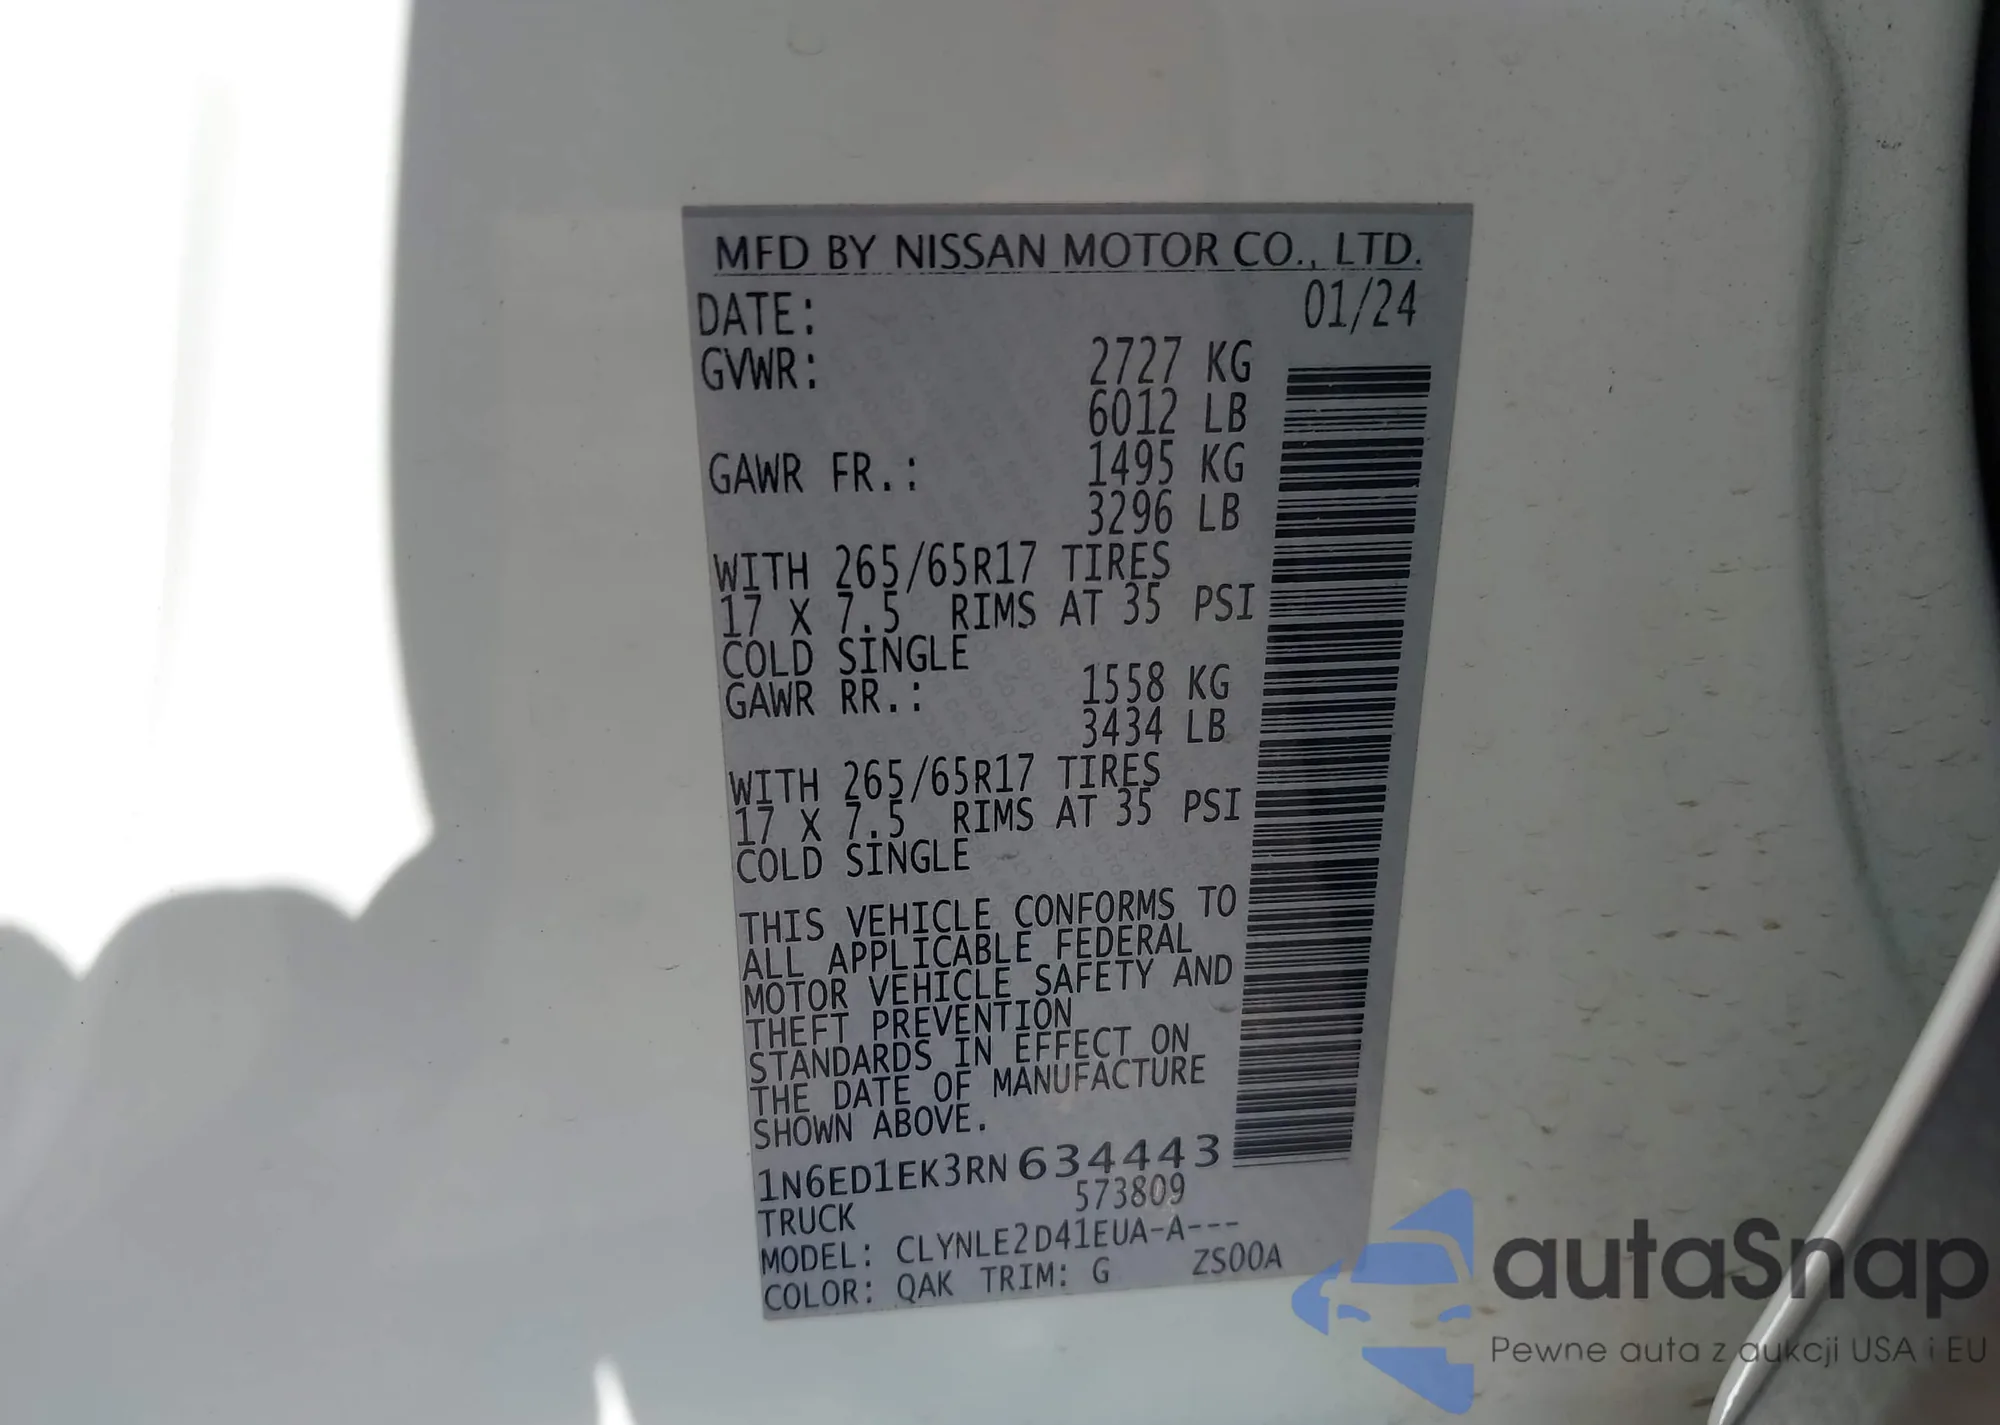 MFD BY NISSAN MOTOR CO., LTD.
DATE: 01/24
GVWR: 2727 KG
6012 LB
GAWR FR.: 1495 KG
3296 LB
WITH 265/65R17 TIRES
17 X 7.5 RIMS AT 35 PSI
COLD SINGLE
GAWR RR.: 1558 KG
3434 LB
WITH 265/65R17 TIRES
17 X 7.5 RIMS AT 35 PSI
COLD SINGLE
THIS VEHICLE CONFORMS TO
ALL APPLICABLE FEDERAL
MOTOR VEHICLE SAFETY AND
THEFT PREVENTION
STANDARDS IN EFFECT ON
THE DATE OF MANUFACTURE
SHOWN ABOVE.
1N6ED1EK3RN634443
TRUCK 573809
MODEL: CLYNLE2D41EUA-A---
COLOR: QAK TRIM: G ZS00A
autaSnap
Pewne auta z aukcji USA i EU